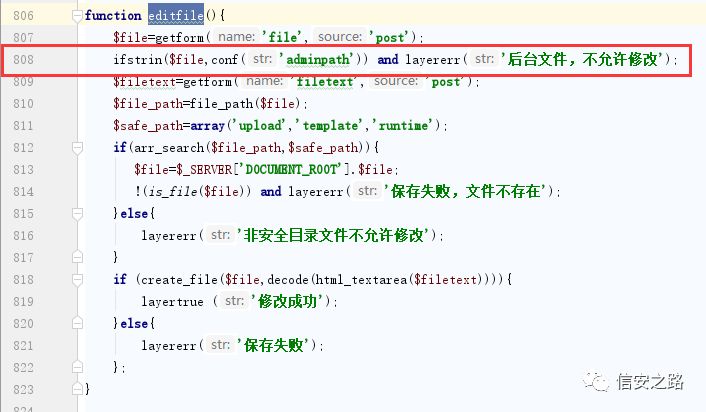 806 function editfile(){
807 $file=getform( name: 'file', source: 'post');
808 ifstrin($file,conf( str: 'adminpath')) and layererr( str: '后台文件，不允许修改');
809 $filetext=getform( name: 'filetext', source: 'post');
810 $file_path=file_path($file);
811 $safe_path=array('upload','template','runtime');
812 if(arr_search($file_path,$safe_path)){
813 $file=$_SERVER['DOCUMENT_ROOT'].$file;
814 !(is_file($file)) and layererr( str: '保存失败，文件不存在');
815 }else{
816 layererr( str: '非安全目录文件不允许修改');
817 }
818 if (create_file($file,decode(html_textarea($filetext)))){
819 layertrue ( str: '修改成功');
820 }else{
821 layererr( str: '保存失败');
822 };
823 }
824
信安之路